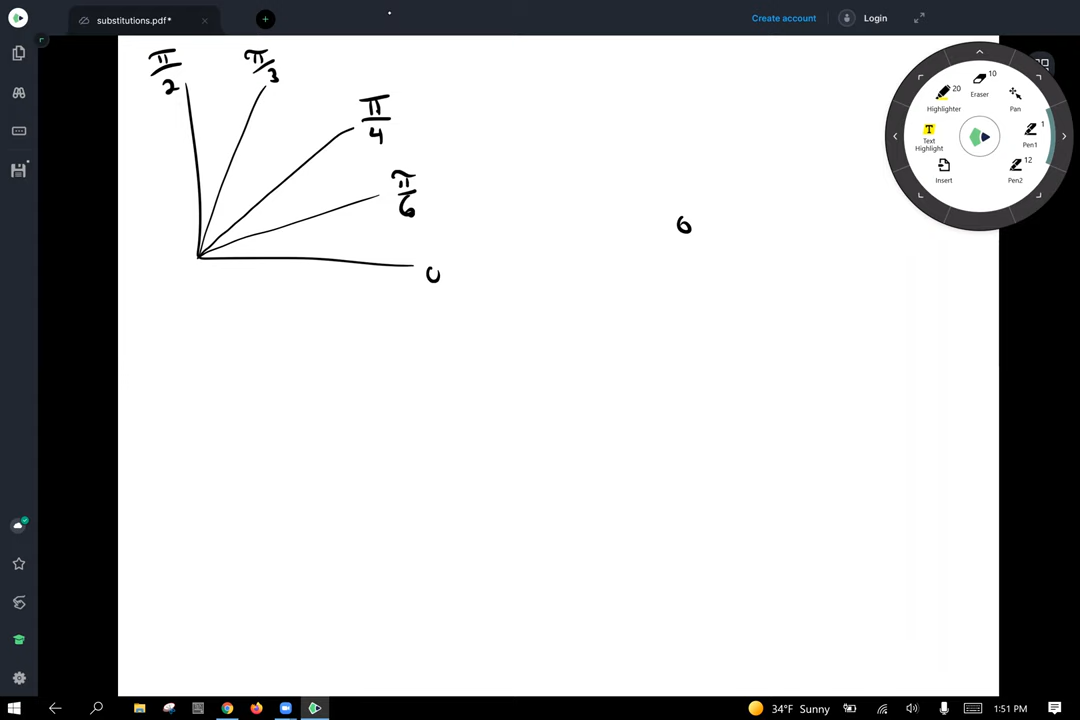 substitutions.pdf*
Create account
Login
π/2
π/3
π/4
π/6
0
6
20
Highlighter
10
Eraser
Pan
T
Text
Highlight
1
Pen1
Insert
12
Pen2
34°F Sunny
1:51 PM